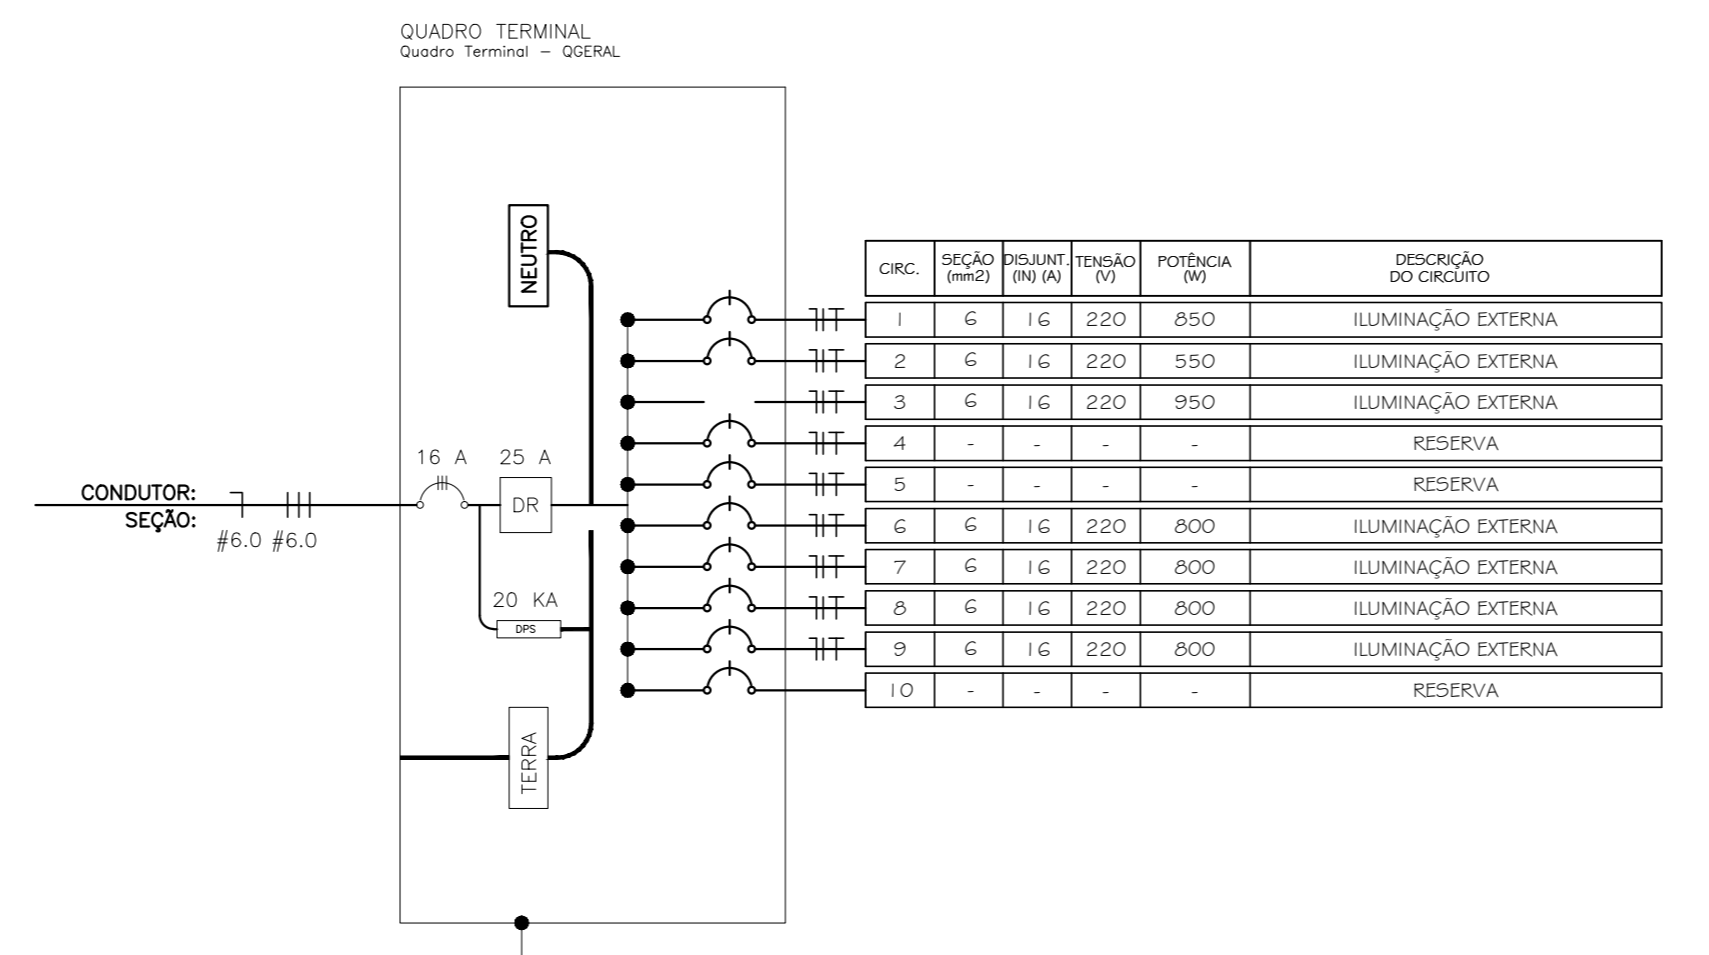 QUADRO TERMINAL
Quadro Terminal – QGERAL
NEUTRO
CIRC. SEÇÃO (mm2) DISJUNT. (IN) (A) TENSÃO (V) POTÊNCIA (W) DESCRIÇÃO DO CIRCUITO
1 6 16 220 850 ILUMINAÇÃO EXTERNA
2 6 16 220 550 ILUMINAÇÃO EXTERNA
3 6 16 220 950 ILUMINAÇÃO EXTERNA
4 - - - - RESERVA
5 - - - - RESERVA
6 6 16 220 800 ILUMINAÇÃO EXTERNA
7 6 16 220 800 ILUMINAÇÃO EXTERNA
8 6 16 220 800 ILUMINAÇÃO EXTERNA
9 6 16 220 800 ILUMINAÇÃO EXTERNA
10 - - - - RESERVA
16 A 25 A
CONDUTOR:
DR
SEÇÃO:
#6.0 #6.0
20 KA
DPS
TERRA